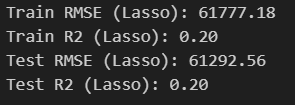 Train RMSE (Lasso): 61777.18
Train R2 (Lasso): 0.20
Test RMSE (Lasso): 61292.56
Test R2 (Lasso): 0.20